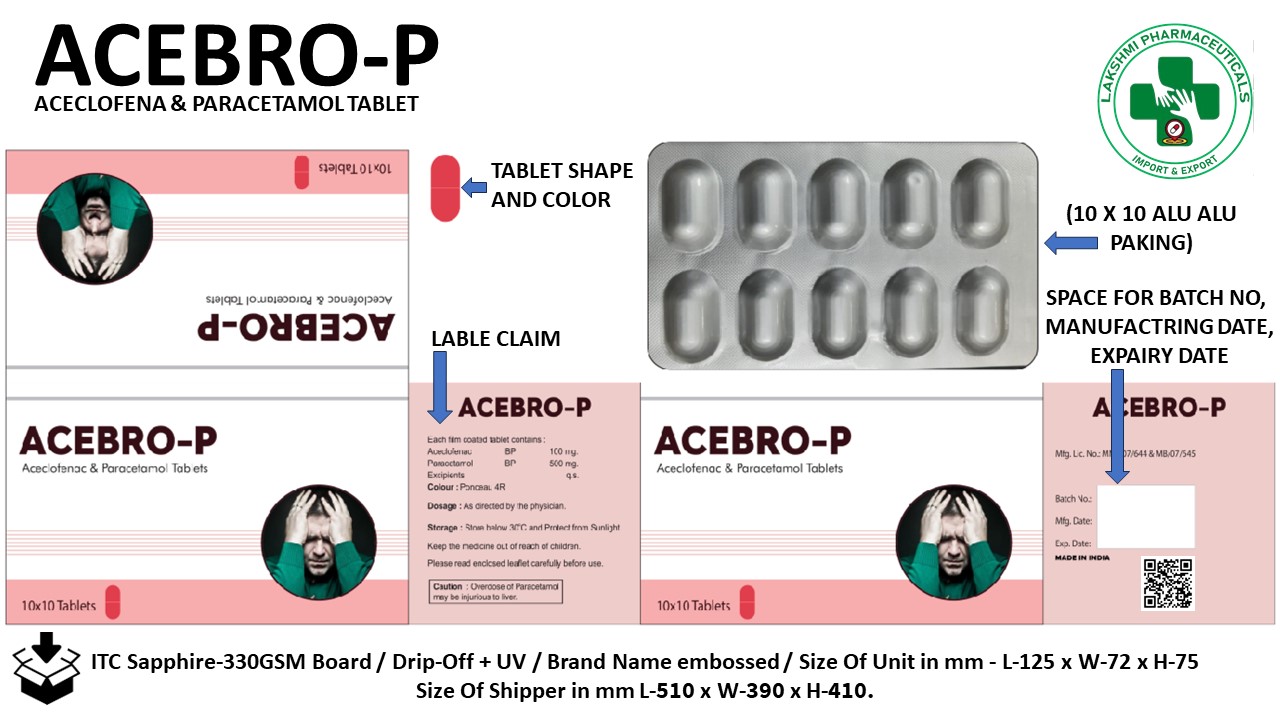 ACEBRO-P
ACECLOFENA & PARACETAMOL TABLET
LAKSHMI PHARMACEUTICALS
IMPORT & EXPORT
10x10 Tablets
Aceclofenac & Paracetamol Tablets
ACEBRO-P
TABLET SHAPE
AND COLOR
(10 X 10 ALU ALU
PAKING)
SPACE FOR BATCH NO,
MANUFACTRING DATE,
EXPAIRY DATE
LABLE CLAIM
ACEBRO-P
Aceclofenac & Paracetamol Tablets
10x10 Tablets
ACEBRO-P
Each film coated tablet contains :
Aceclofenac BP 100 mg.
Paracetamol BP 500 mg.
Excipients q.s.
Colour : Ponceau 4R
Dosage : As directed by the physician.
Storage : Store below 30°C and Protect from Sunlight
Keep the medicine out of reach of children.
Please read enclosed leaflet carefully before use.
Caution : Overdose of Paracetamol
may be injurious to liver.
ACEBRO-P
Aceclofenac & Paracetamol Tablets
10x10 Tablets
ACEBRO-P
Mfg. Lic. No.: & MB/07/545
Batch No.:
Mfg. Date:
Exp. Date:
MADE IN INDIA
ITC Sapphire-330GSM Board / Drip-Off + UV / Brand Name embossed / Size Of Unit in mm - L-125 x W-72 x H-75
Size Of Shipper in mm L-510 x W-390 x H-410.